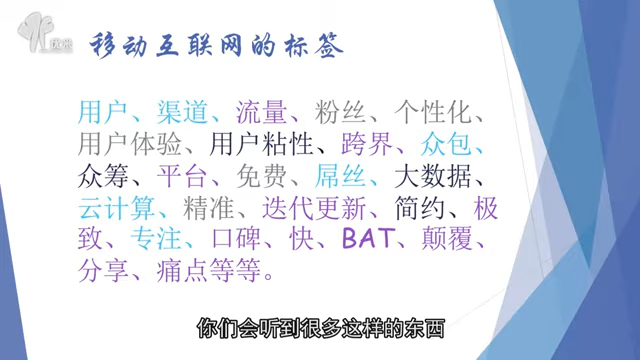 移动互联网的标签
用户、渠道、流量、粉丝、个性化、
用户体验、用户粘性、跨界、众包、
众筹、平台、免费、屌丝、大数据、
云计算、精准、迭代更新、简约、极
致、专注、口碑、快、BAT、颠覆、
分享、痛点等等。
你们会听到很多这样的东西